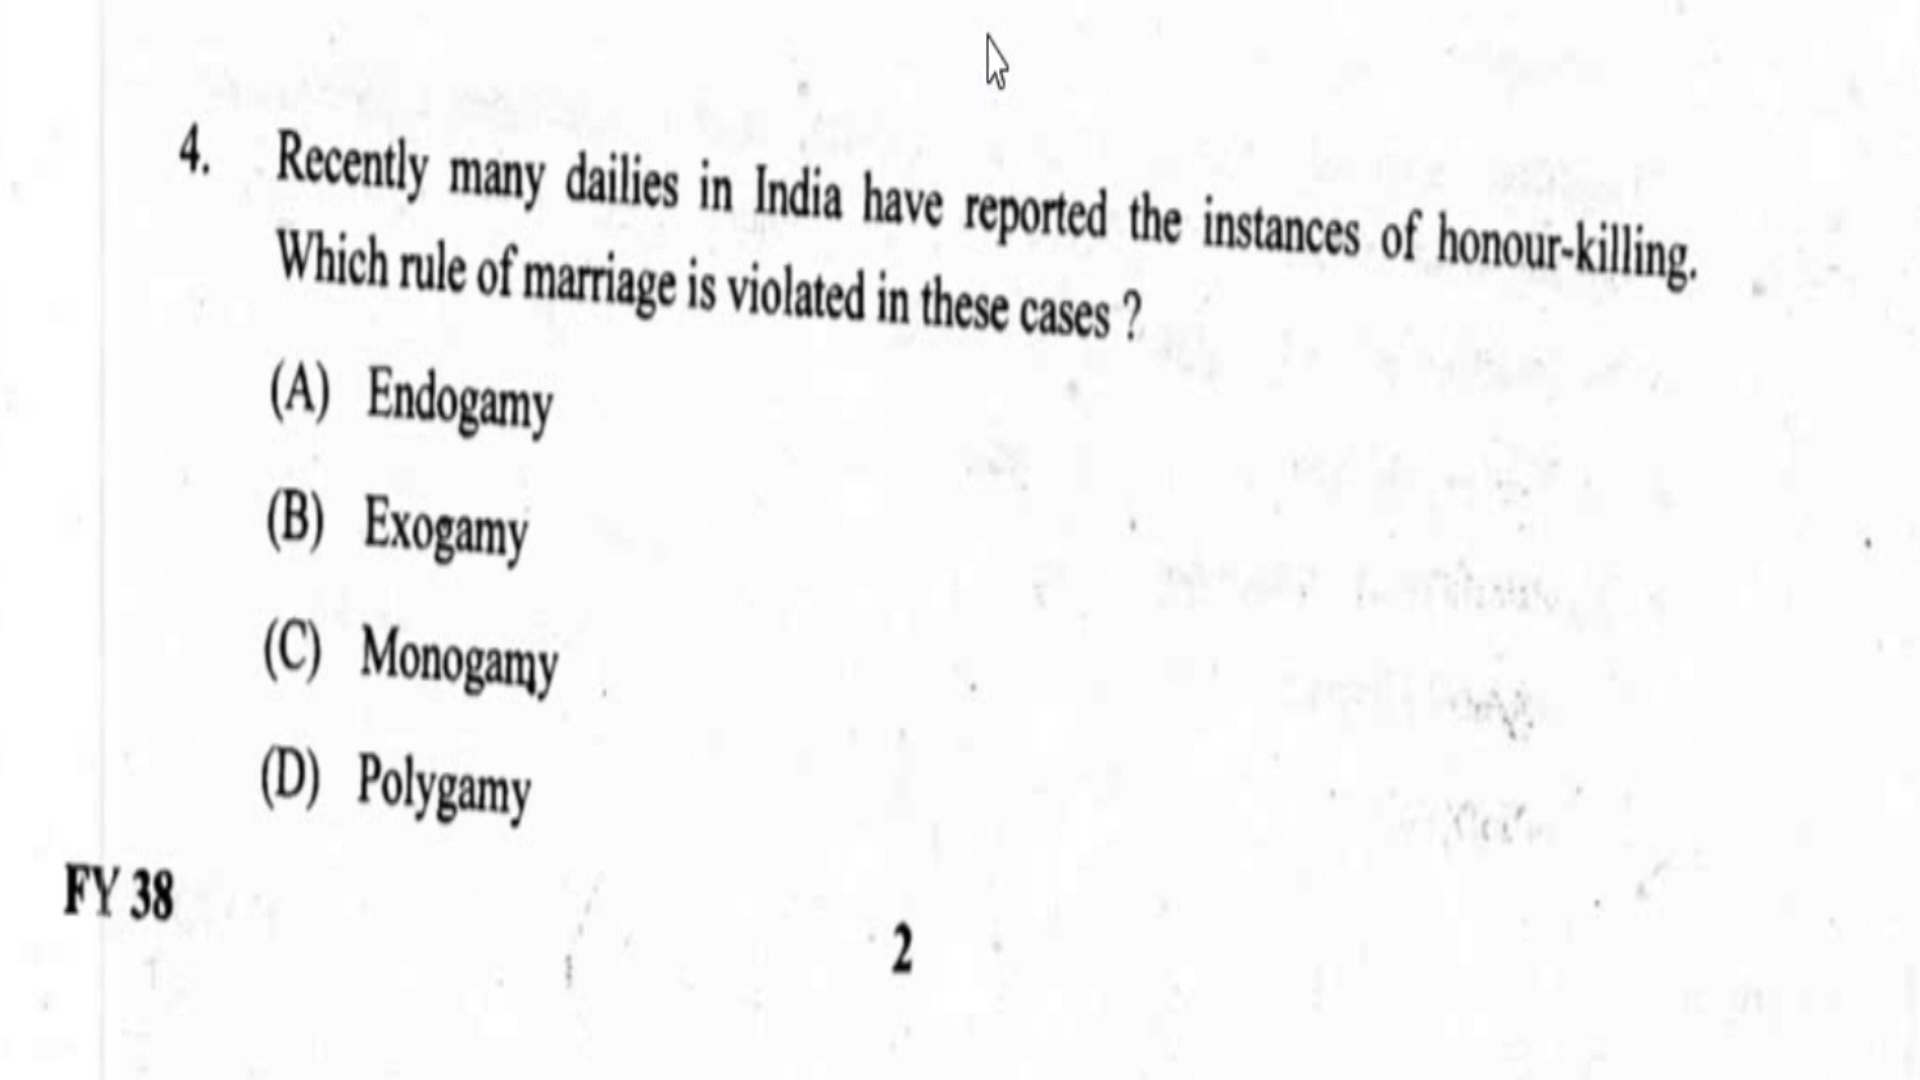 4. Recently many dailies in India have reported the instances of honour-killing.
Which rule of marriage is violated in these cases ?
(A) Endogamy
(B) Exogamy
(C) Monogamy
(D) Polygamy
FY 38
2